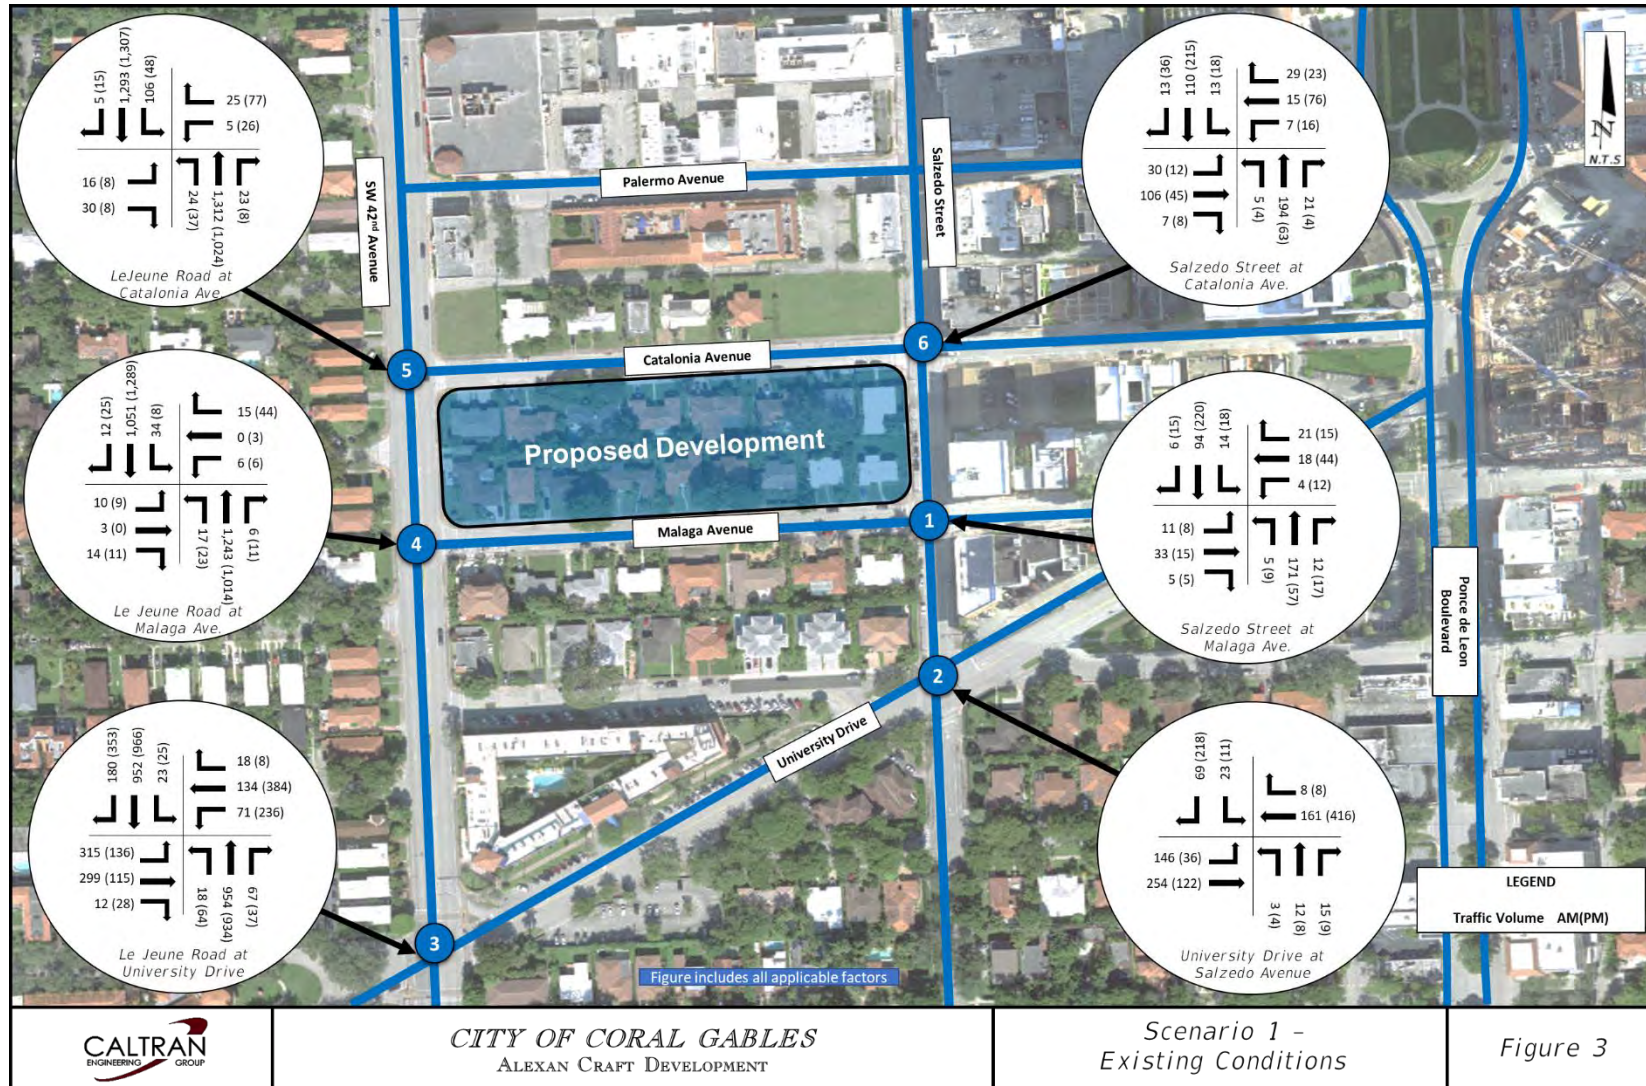 5 (15)
1,293 (1,307)
106 (48)
25 (77)
5 (26)
16 (8)
30 (8)
24 (37)
1,312 (1,024)
23 (8)
LeJeune Road at
Catalonia Ave.
12 (25)
1,051 (1,289)
34 (8)
15 (44)
0 (3)
6 (6)
10 (9)
3 (0)
14 (11)
17 (23)
1,243 (1,014)
6 (11)
Le Jeune Road at
Malaga Ave.
180 (353)
952 (966)
23 (25)
18 (8)
134 (384)
71 (236)
315 (136)
299 (115)
12 (28)
18 (64)
954 (934)
67 (37)
Le Jeune Road at
University Drive
SW 42nd Avenue
Palermo Avenue
Salzedo Street
Catalonia Avenue
Proposed Development
Malaga Avenue
University Drive
Ponce de Leon
Boulevard
5
6
4
1
2
3
13 (36)
110 (215)
13 (18)
29 (23)
15 (76)
7 (16)
30 (12)
106 (45)
7 (8)
5 (4)
194 (63)
21 (4)
Salzedo Street at
Catalonia Ave.
6 (15)
94 (220)
14 (18)
21 (15)
18 (44)
4 (12)
11 (8)
33 (15)
5 (5)
5 (9)
171 (57)
12 (17)
Salzedo Street at
Malaga Ave.
69 (218)
23 (11)
8 (8)
161 (416)
146 (36)
254 (122)
3 (4)
12 (8)
15 (9)
University Drive at
Salzedo Avenue
N
N.T.S
LEGEND
Traffic Volume AM(PM)
Figure includes all applicable factors
CALTRAN
ENGINEERING GROUP
CITY OF CORAL GABLES
ALEXAN CRAFT DEVELOPMENT
Scenario 1 –
Existing Conditions
Figure 3